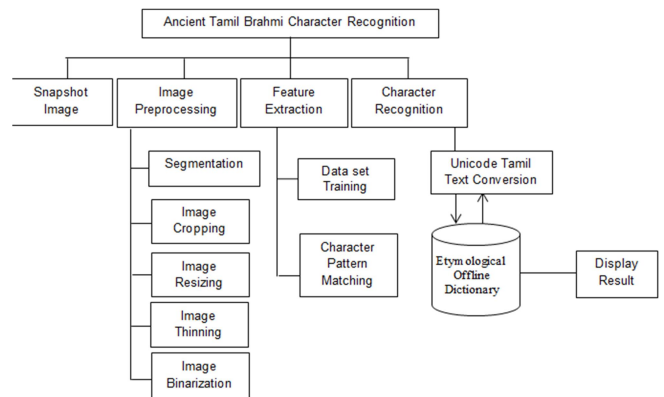 Ancient Tamil Brahmi Character Recognition
Snapshot
Image
Image
Preprocessing
Feature
Extraction
Character
Recognition
Segmentation
Image
Cropping
Image
Resizing
Image
Thinning
Image
Binarization
Data set
Training
Character
Pattern
Matching
Unicode Tamil
Text Conversion
Etymological
Offline
Dictionary
Display
Result